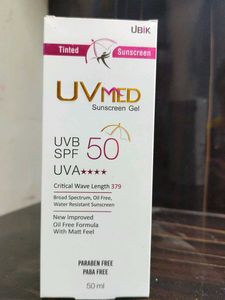 UBIK
Tinted Sunscreen
UVMED
Sunscreen Gel
UVB
SPF 50
UVA★★★★
Critical Wave Length 379
Broad Spectrum, Oil Free,
Water Resistant Sunscreen
New Improved
Oil Free Formula
With Matt Feel
PARABEN FREE
PABA FREE
50 ml